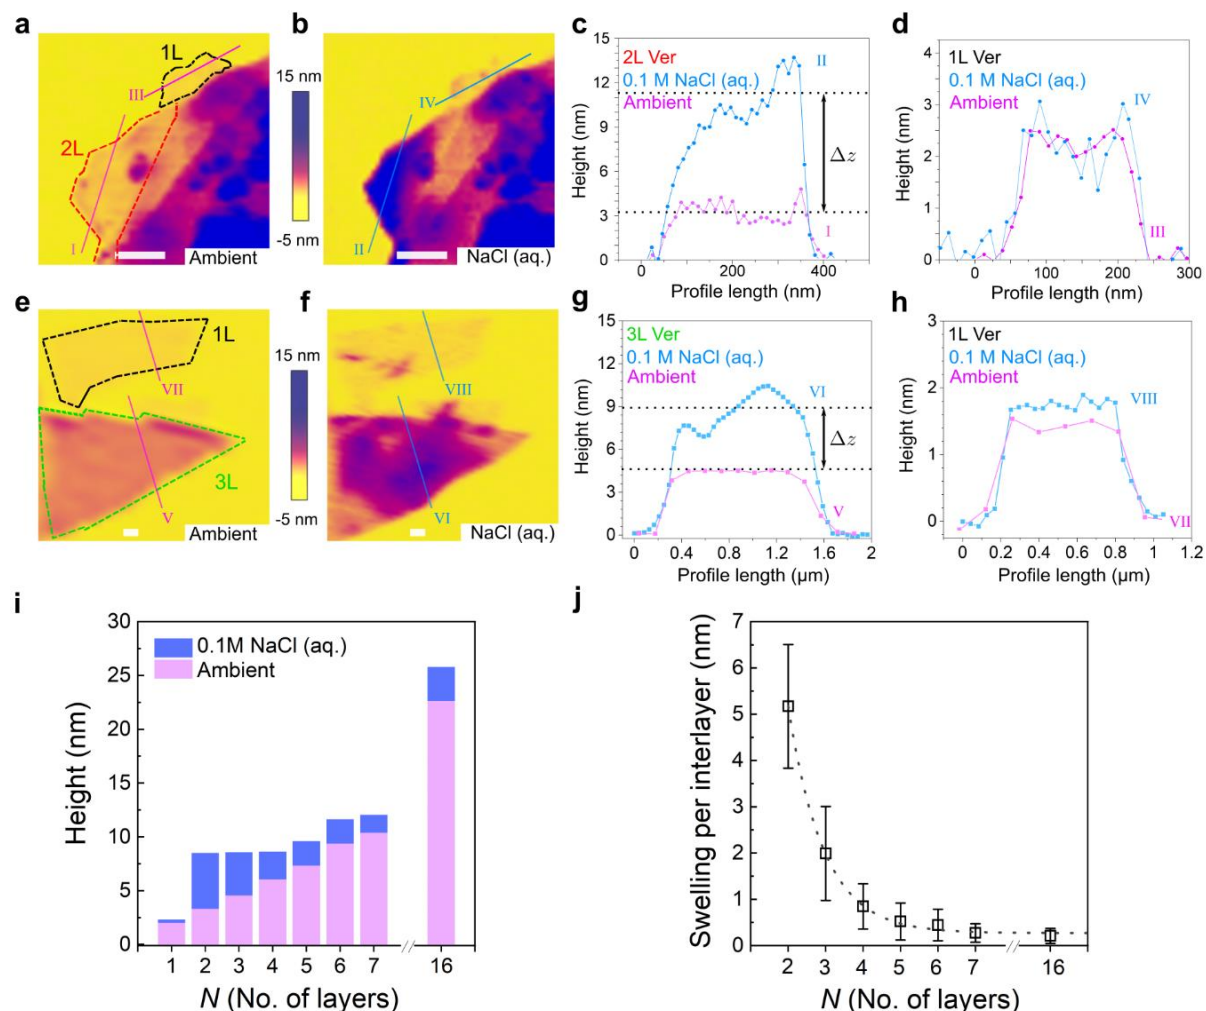 a
1L
III
2L
I
Ambient
15 nm
-5 nm
b
IV
II
NaCl (aq.)
c
2L Ver
0.1 M NaCl (aq.)
Ambient
II
Δz
I
15
12
9
6
3
0
Height (nm)
0
200
400
Profile length (nm)
d
1L Ver
0.1 M NaCl (aq.)
Ambient
IV
III
4
3
2
1
0
Height (nm)
0
100
200
300
Profile length (nm)
e
1L
VII
3L
V
Ambient
15 nm
-5 nm
f
VIII
VI
NaCl (aq.)
g
3L Ver
0.1 M NaCl (aq.)
Ambient
VI
Δz
V
15
12
9
6
3
0
Height (nm)
0.0
0.4
0.8
1.2
1.6
2
Profile length (µm)
h
1L Ver
0.1 M NaCl (aq.)
Ambient
VIII
VII
3
2
1
0
Height (nm)
0
0.2
0.4
0.6
0.8
1
1.2
Profile length (µm)
i
0.1M NaCl (aq.)
Ambient
30
25
20
15
10
5
0
Height (nm)
1
2
3
4
5
6
7
16
N (No. of layers)
j
7
6
5
4
3
2
1
0
Swelling per interlayer (nm)
2
3
4
5
6
7
16
N (No. of layers)